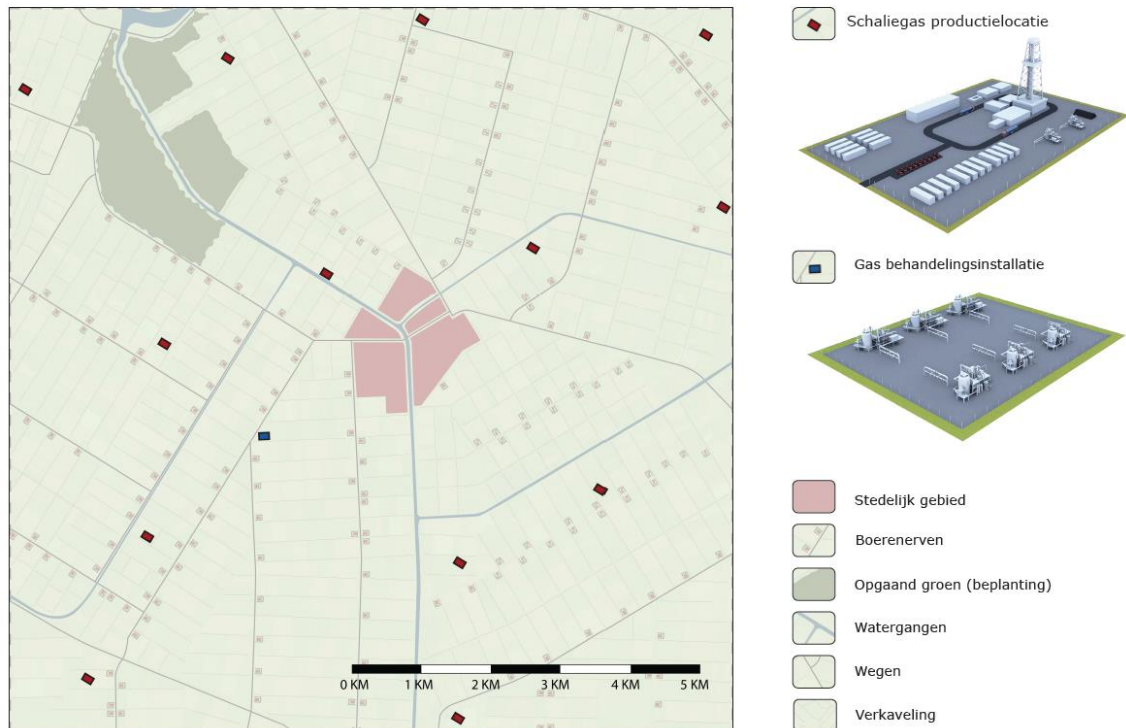 Schaliegas productielocatie
Gas behandelingsinstallatie
Stedelijk gebied
Boerenerven
Opgaand groen (beplanting)
Watergangen
Wegen
Verkaveling
0 KM 1 KM 2 KM 3 KM 4 KM 5 KM